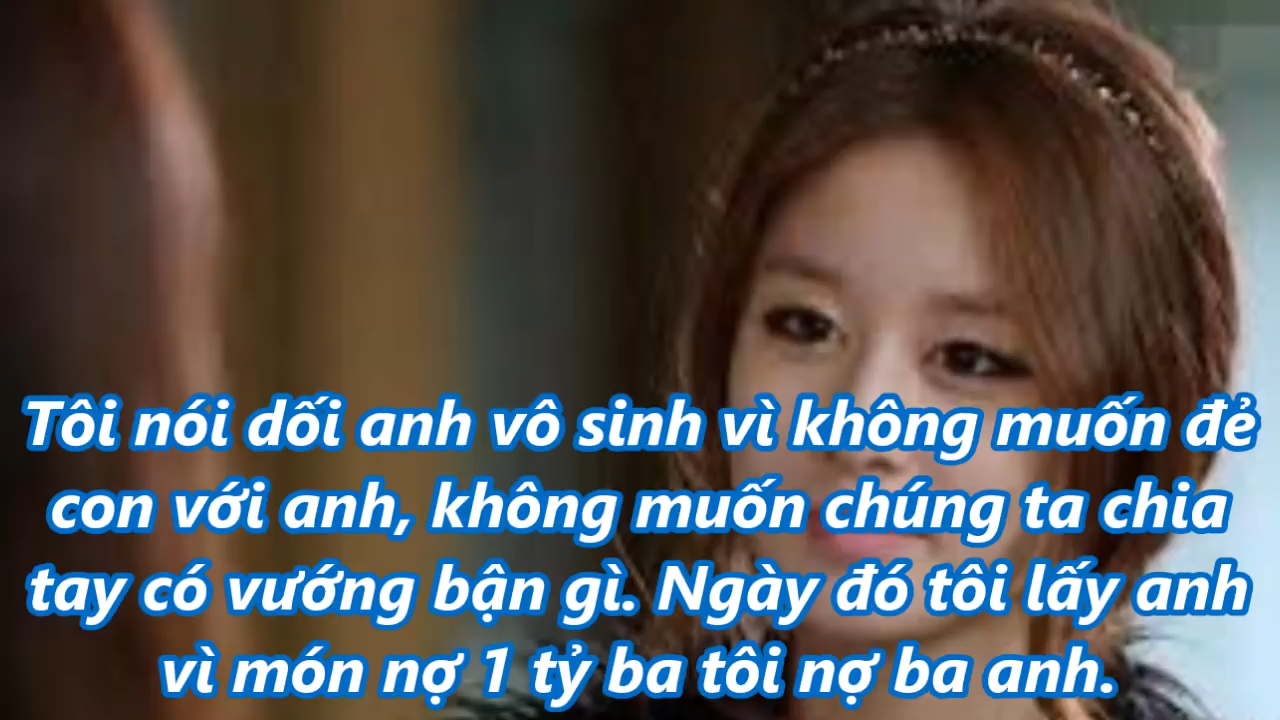 Tôi nói dối anh vô sinh vì không muốn đẻ
con với anh, không muốn chúng ta chia
tay có vướng bận gì. Ngày đó tôi lấy anh
vì món nợ 1 tỷ ba tôi nợ ba anh.